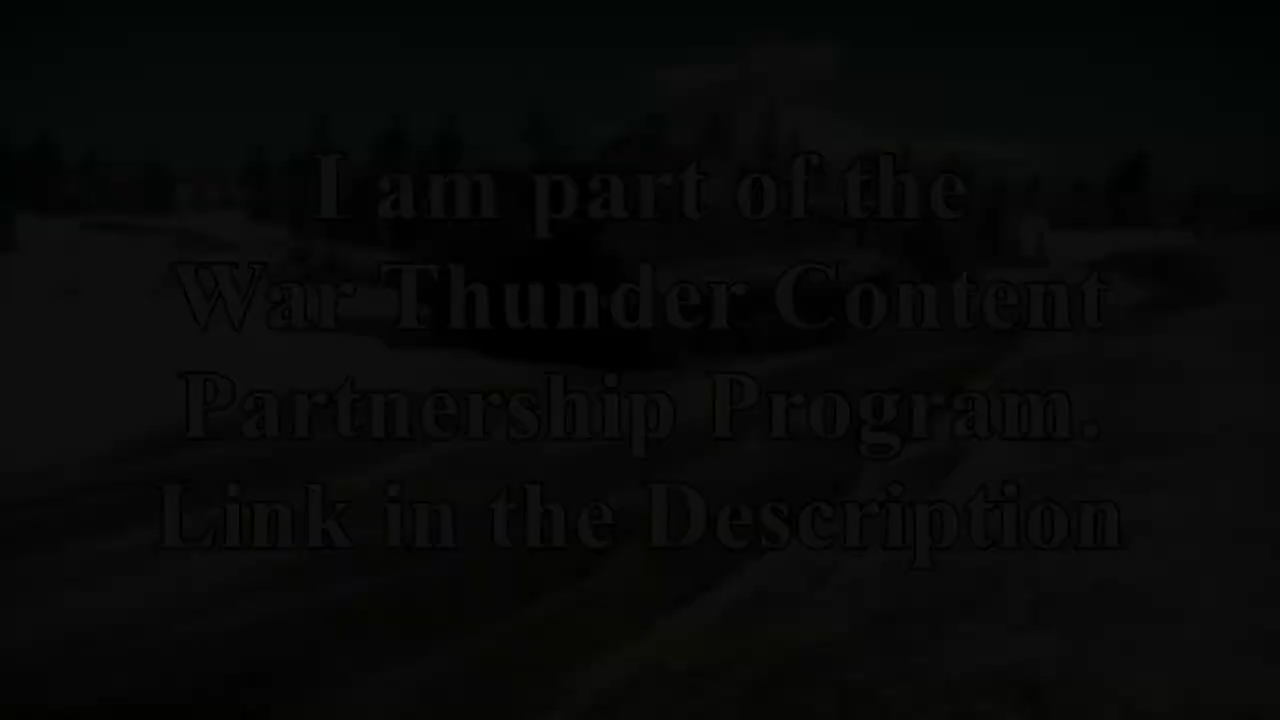 I am part of the
War Thunder Content
Partnership Program.
Link in the Description